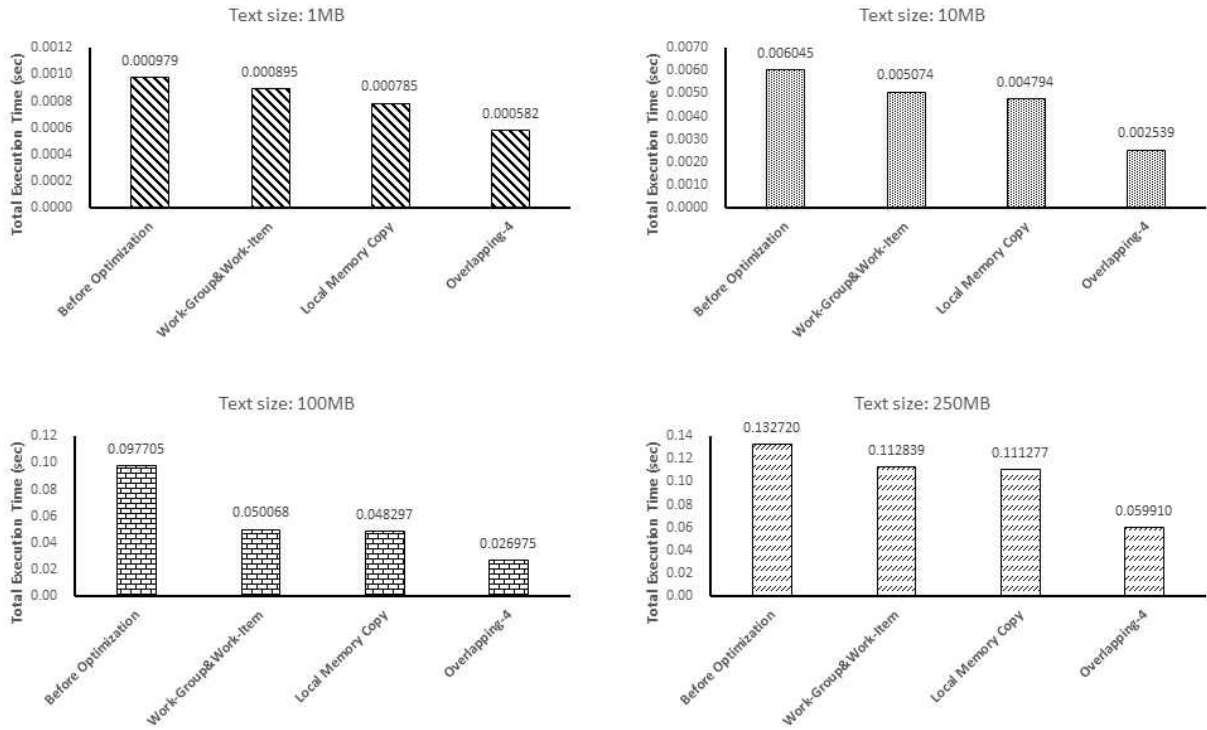 Text size: 1MB
Total Execution Time (sec)
0.0012
0.0010
0.0008
0.0006
0.0004
0.0002
0.0000
0.000979
0.000895
0.000785
0.000582
Before Optimization
Work-Group&Work-Item
Local Memory Copy
Overlapping-4
Text size: 10MB
Total Execution Time (sec)
0.0070
0.0060
0.0050
0.0040
0.0030
0.0020
0.0010
0.0000
0.006045
0.005074
0.004794
0.002539
Before Optimization
Work-Group&Work-Item
Local Memory Copy
Overlapping-4
Text size: 100MB
Total Execution Time (sec)
0.12
0.10
0.08
0.06
0.04
0.02
0.00
0.097705
0.050068
0.048297
0.026975
Before Optimization
Work-Group&Work-Item
Local Memory Copy
Overlapping-4
Text size: 250MB
Total Execution Time (sec)
0.14
0.12
0.10
0.08
0.06
0.04
0.02
0.00
0.132720
0.112839
0.111277
0.059910
Before Optimization
Work-Group&Work-Item
Local Memory Copy
Overlapping-4